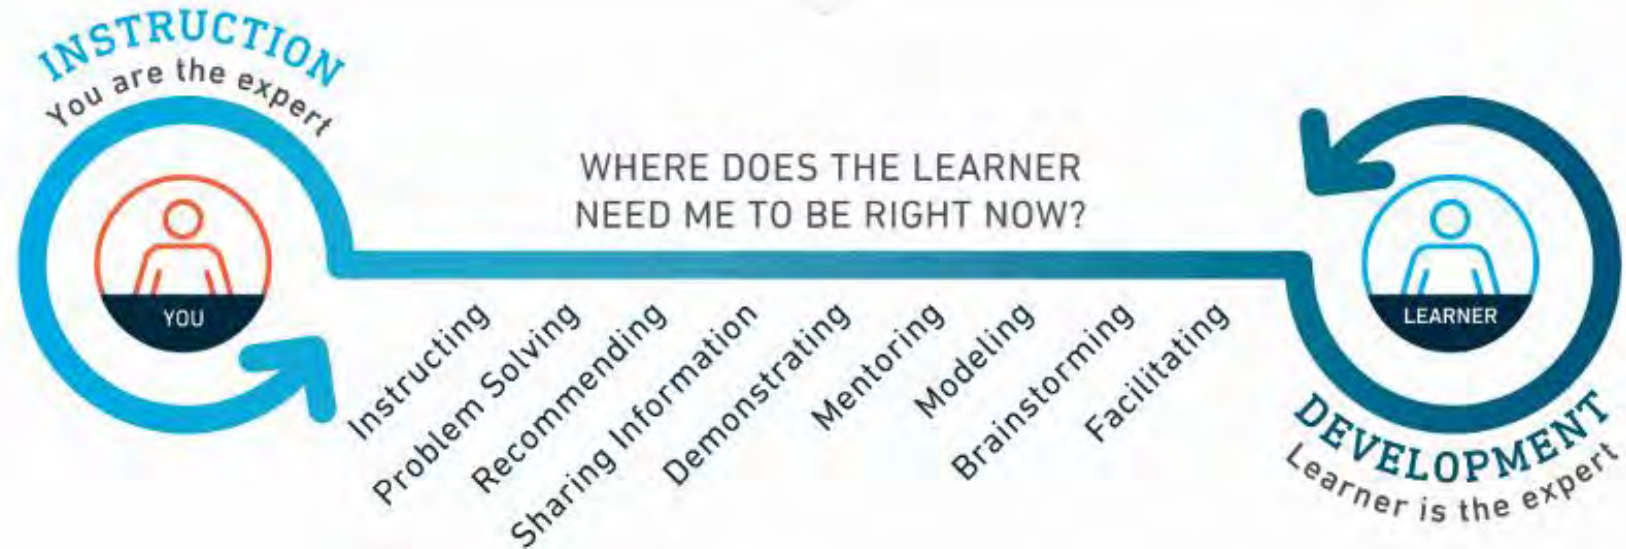 INSTRUCTION
You are the expert
YOU
WHERE DOES THE LEARNER
NEED ME TO BE RIGHT NOW?
Instructing
Problem Solving
Recommending
Sharing Information
Demonstrating
Mentoring
Modeling
Brainstorming
Facilitating
LEARNER
DEVELOPMENT
Learner is the expert